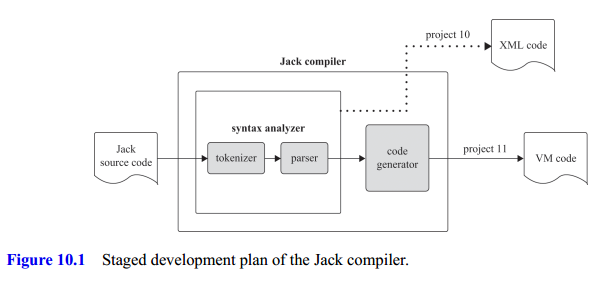 project 10
XML code
Jack compiler
syntax analyzer
Jack
source code
tokenizer
parser
code
generator
project 11
VM code
Figure 10.1 Staged development plan of the Jack compiler.